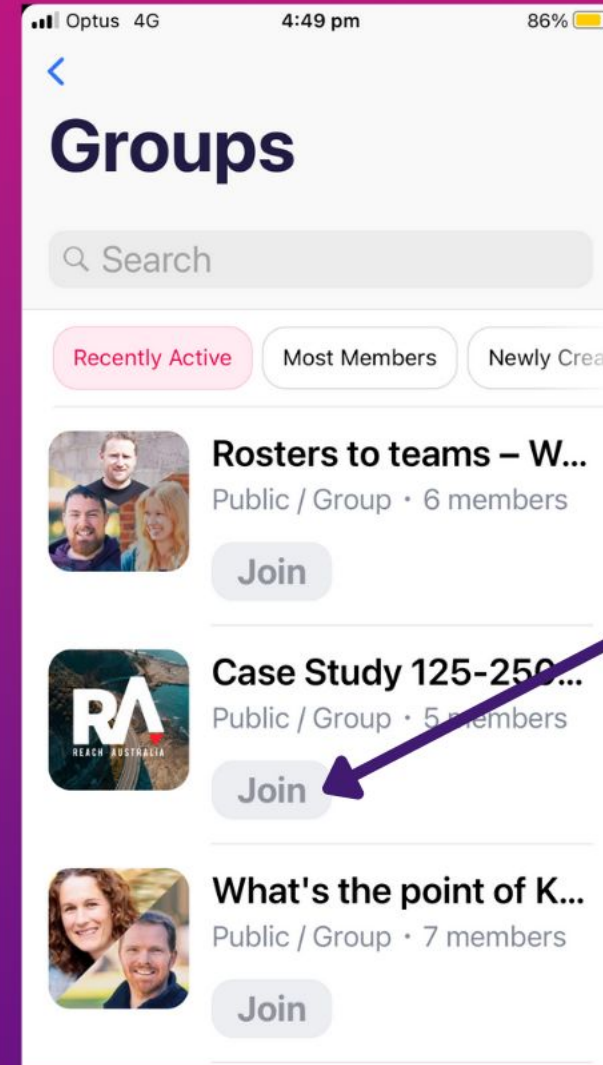 Optus 4G 4:49 pm 86%
Groups
Search
Recently Active Most Members Newly Crea
Rosters to teams – W...
Public / Group • 6 members
Join
RA
REACH AUSTRALIA
Case Study 125-250...
Public / Group • 5 members
Join
What's the point of K...
Public / Group • 7 members
Join